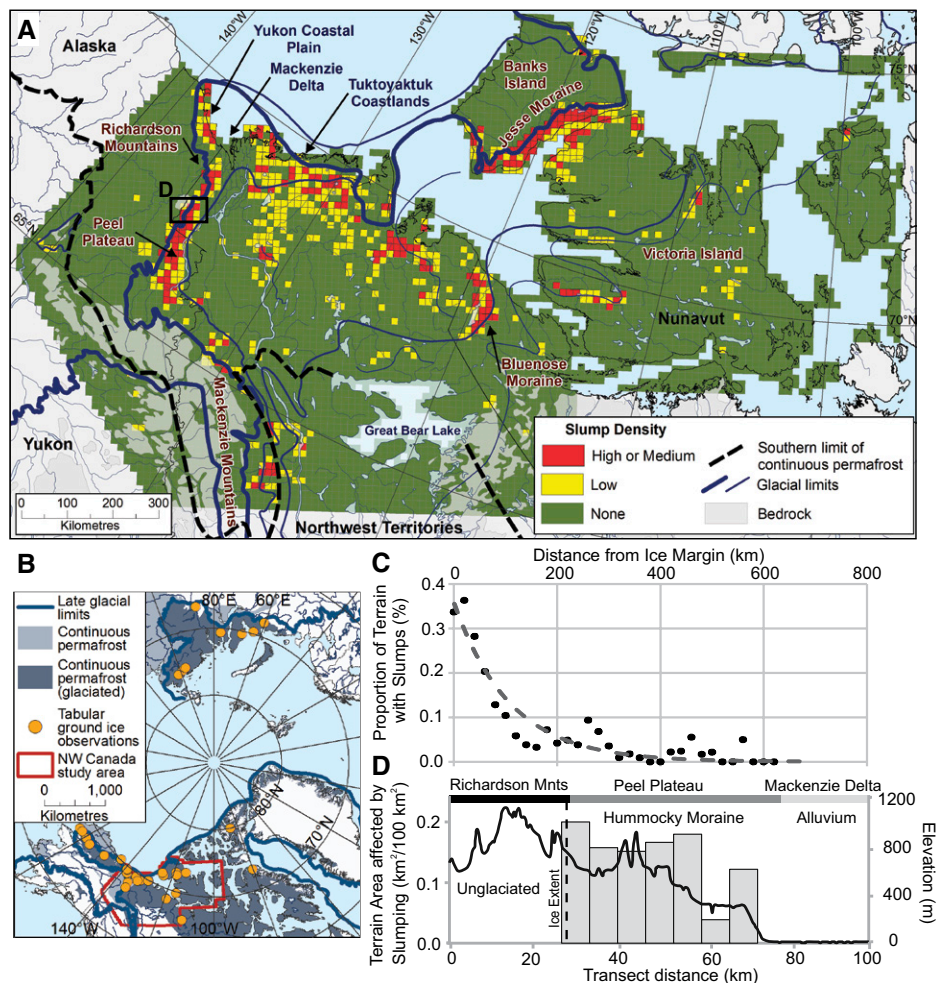 A
Alaska
140°W
Yukon Coastal
Plain
Mackenzie
Delta
130°W
Tuktoyaktuk
Coastlands
120°W
110°W
100°W
75°N
Banks
Island
Jesse Moraine
Richardson
Mountains
D
65°N
Peel
Plateau
Victoria Island
Nunavut
70°N
Bluenose
Moraine
Mackenzie Mountains
Great Bear Lake
Yukon
Northwest Territories
0 100 200 300
Kilometres
Slump Density
High or Medium
Low
None
Southern limit of
continuous permafrost
Glacial limits
Bedrock
B
Late glacial
limits
Continuous
permafrost
Continuous
permafrost
(glaciated)
Tabular
ground ice
observations
NW Canada
study area
0 1,000
Kilometres
80°E 60°E
80°N
70°N
140°W
100°W
C
Distance from Ice Margin (km)
0 200 400 600 800
Proportion of Terrain
with Slumps (%)
0.4
0.3
0.2
0.1
0.0
D
Richardson Mnts
Peel Plateau
Mackenzie Delta
Hummocky Moraine
Alluvium
Unglaciated
Ice Extent
Terrain Area affected by
Slumping (km²/100 km²)
0.2
0.1
0.0
1200
800
400
0
Elevation (m)
0 20 40 60 80 100
Transect distance (km)